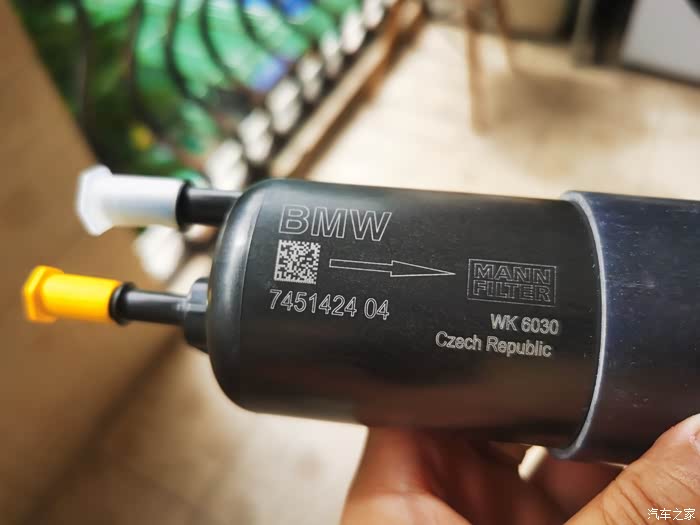 BMW
MANN
FILTER
7451424 04
WK 6030
Czech Republic
汽车之家